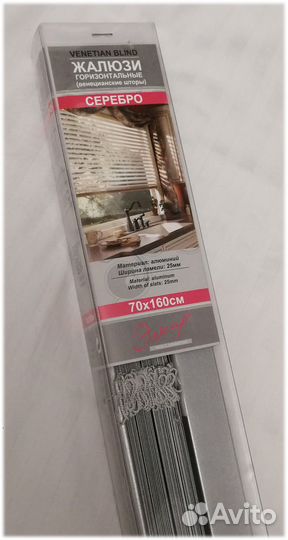 VENETIAN BLIND
ЖАЛЮЗИ
ГОРИЗОНТАЛЬНЫЕ
(венецианские шторы)
СЕРЕБРО
Материал: алюминий
Ширина ламели: 25мм
Material: aluminum
Width of slats: 25mm
70x160см
Avito